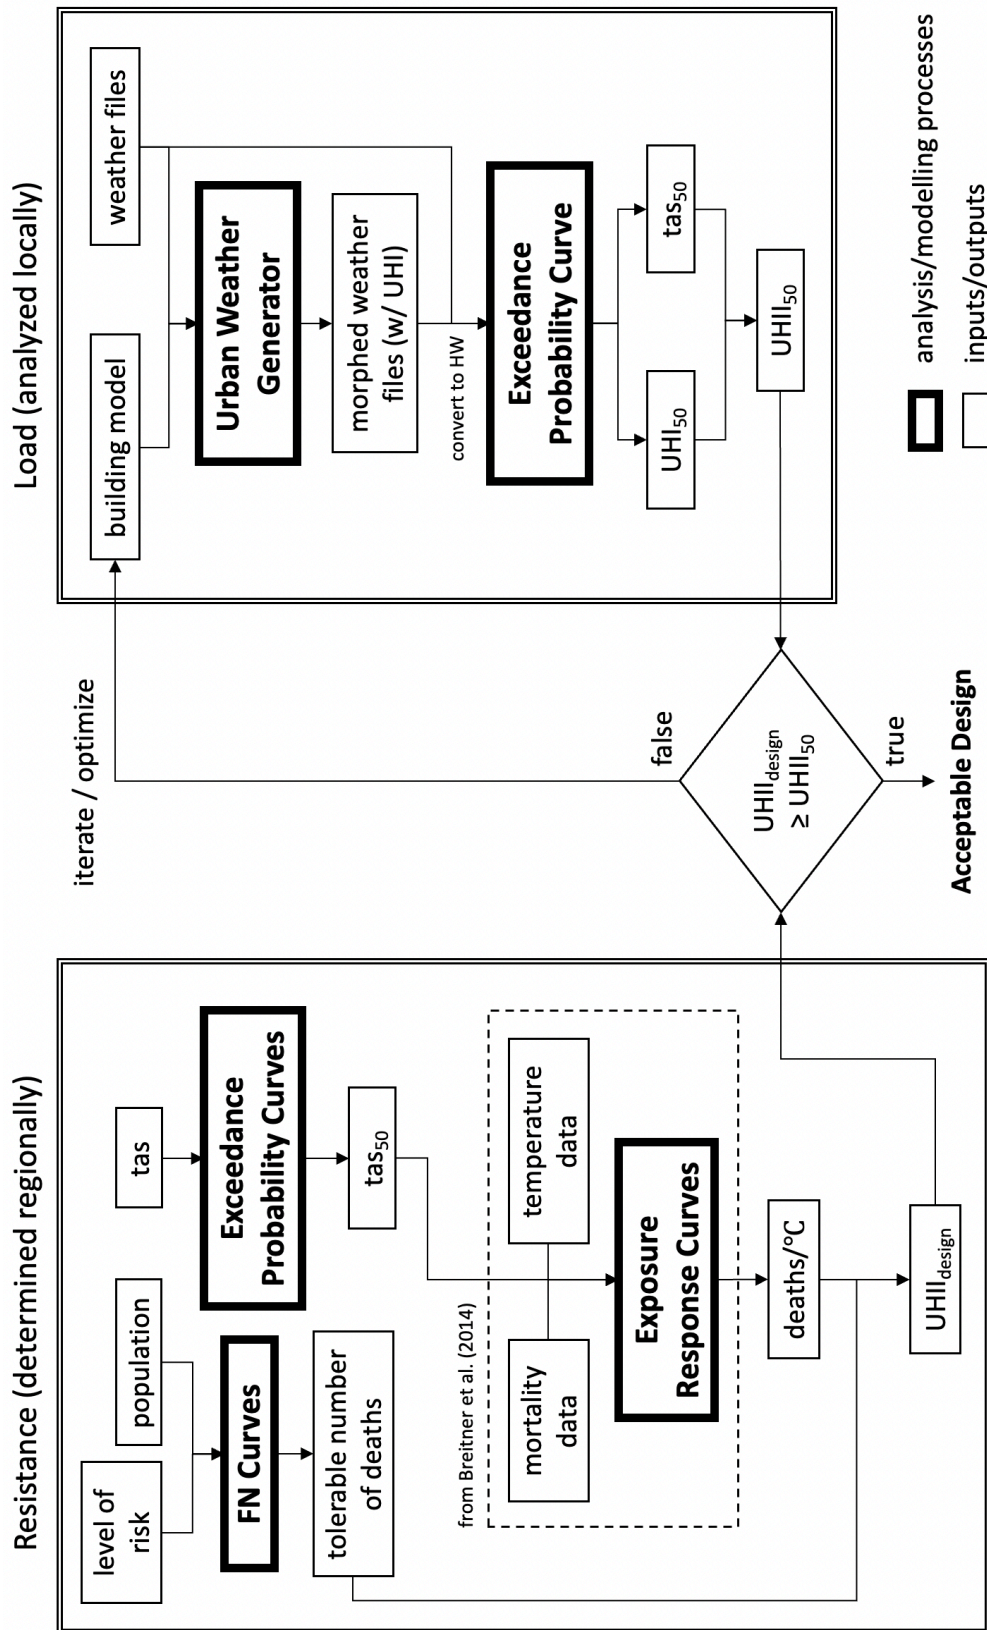 Resistance (determined regionally)
level of
risk
population
FN Curves
tolerable number
of deaths
tas
Exceedance
Probability Curves
tas₅₀
from Breitner et al. (2014)
mortality
data
temperature
data
Exposure
Response Curves
deaths/°C
UHII_design
iterate / optimize
false
UHII_design
≥ UHII₅₀
true
Acceptable Design
Load (analyzed locally)
building model
weather files
Urban Weather
Generator
morphed weather
files (w/ UHI)
convert to HW
Exceedance
Probability Curve
UHI₅₀
tas₅₀
UHII₅₀
analysis/modelling processes
inputs/outputs